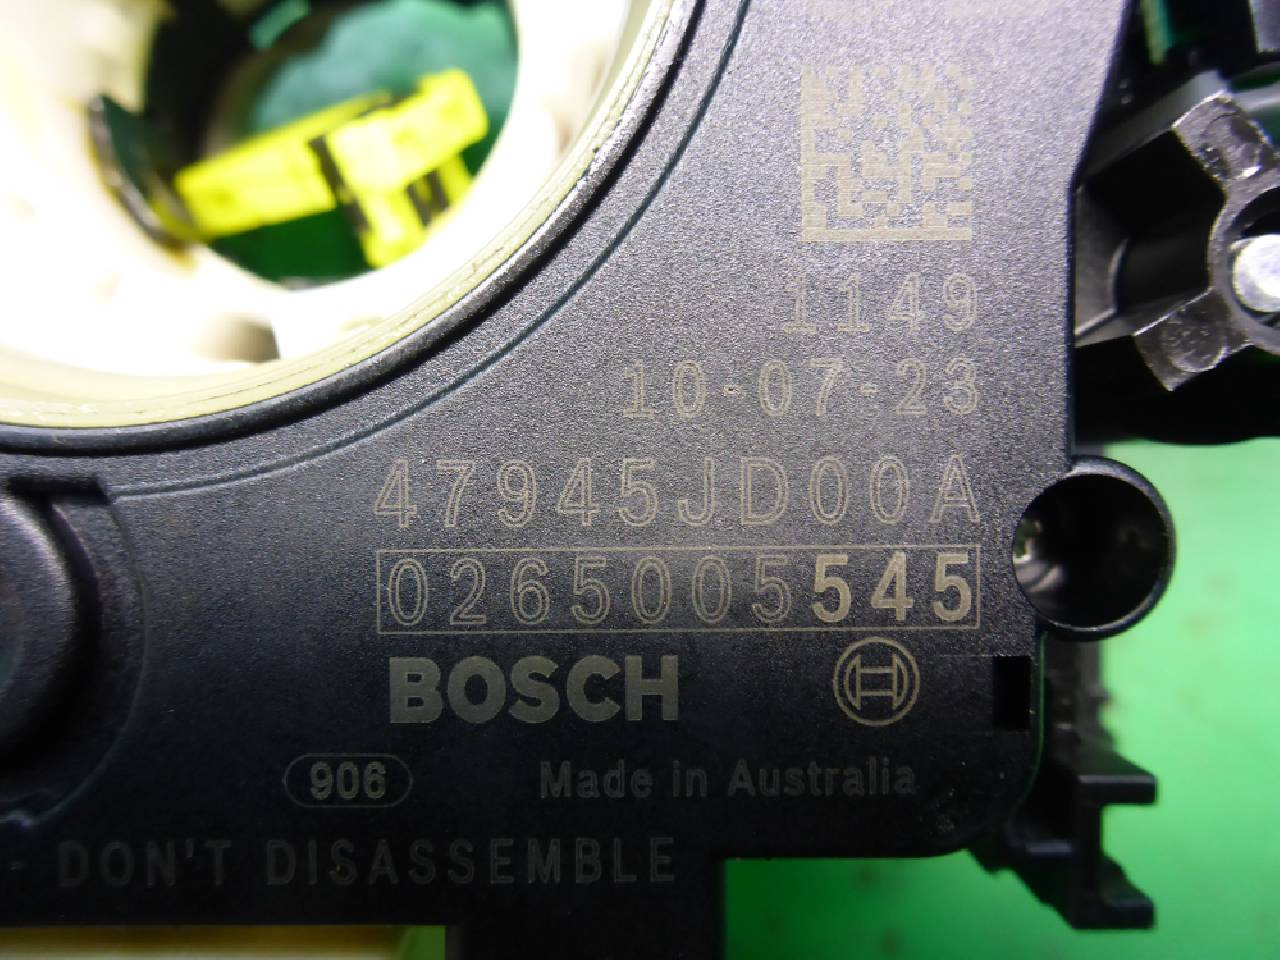 1149
10-07-23
47945JD00A
0265005545
BOSCH
906 Made in Australia
- DON'T DISASSEMBLE